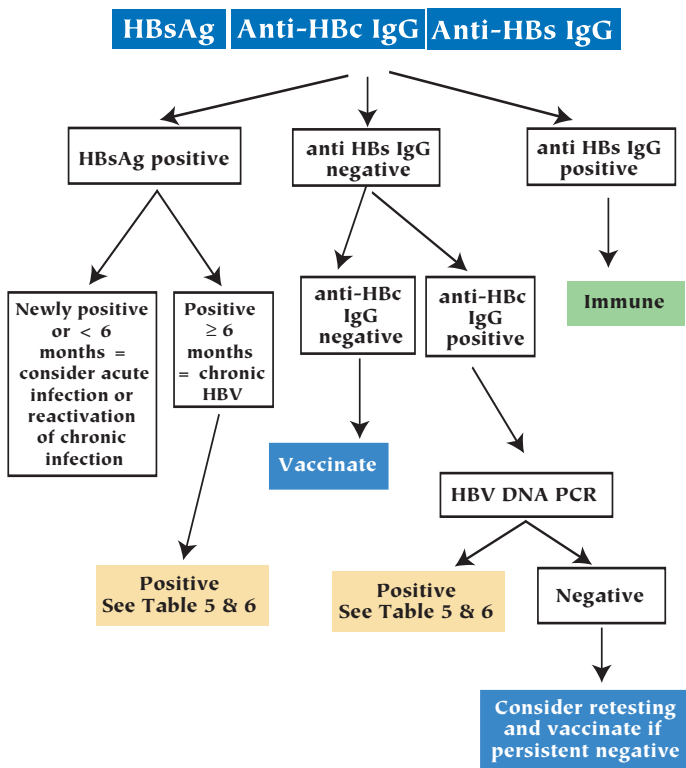 HBsAg Anti-HBc IgG Anti-HBs IgG
HBsAg positive
anti HBs IgG
negative
anti HBs IgG
positive
Newly positive
or < 6
months =
consider acute
infection or
reactivation
of chronic
infection
Positive
≥ 6
months
= chronic
HBV
anti-HBc
IgG
negative
anti-HBc
IgG
positive
Immune
Vaccinate
HBV DNA PCR
Positive
See Table 5 & 6
Positive
See Table 5 & 6
Negative
Consider retesting
and vaccinate if
persistent negative